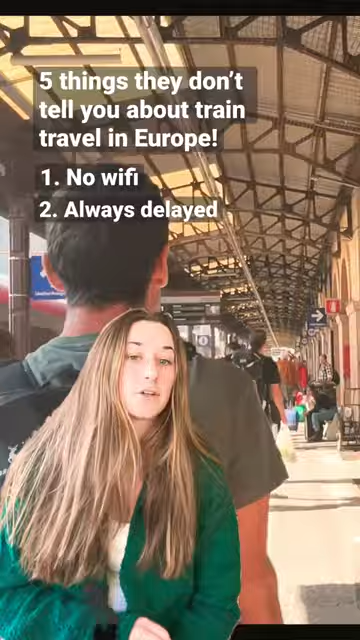 5 things they don't
tell you about train
travel in Europe!
1. No wifi
2. Always delayed